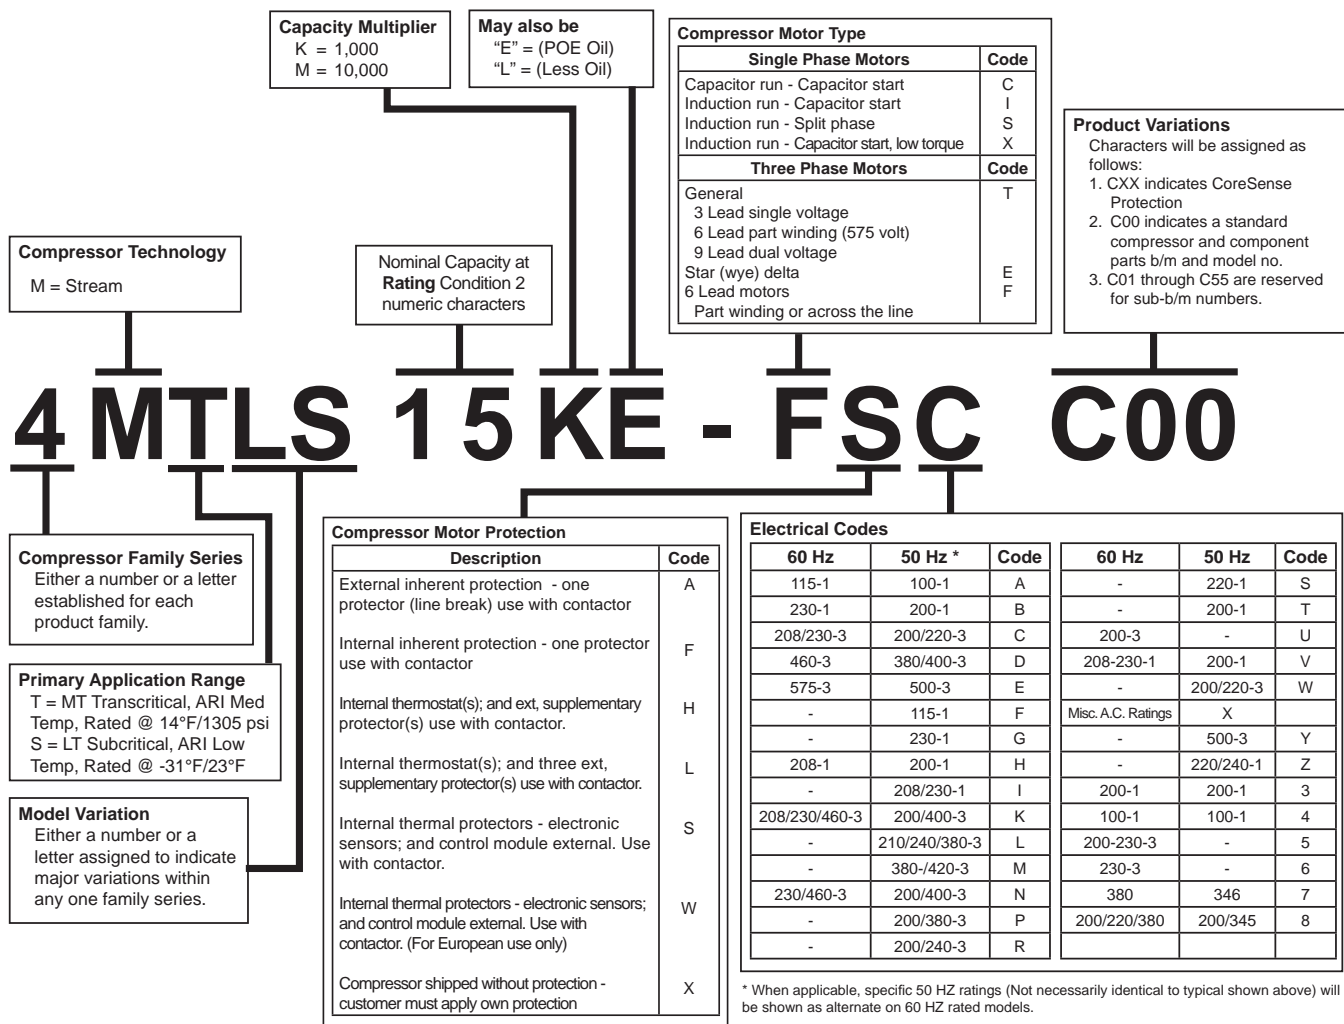 Capacity Multiplier
K = 1,000
M = 10,000
May also be
“E” = (POE Oil)
“L” = (Less Oil)
Compressor Motor Type
Single Phase Motors Code
Capacitor run - Capacitor start C
Induction run - Capacitor start I
Induction run - Split phase S
Induction run - Capacitor start, low torque X
Three Phase Motors Code
General T
3 Lead single voltage
6 Lead part winding (575 volt)
9 Lead dual voltage
Star (wye) delta E
6 Lead motors F
Part winding or across the line
Product Variations
Characters will be assigned as
follows:
1. CXX indicates CoreSense
Protection
2. C00 indicates a standard
compressor and component
parts b/m and model no.
3. C01 through C55 are reserved
for sub-b/m numbers.
Compressor Technology
M = Stream
Nominal Capacity at
Rating Condition 2
numeric characters
4 MTLS 15 KE - FSC C00
Compressor Family Series
Either a number or a letter
established for each
product family.
Primary Application Range
T = MT Transcritical, ARI Med
Temp, Rated @ 14°F/1305 psi
S = LT Subcritical, ARI Low
Temp, Rated @ -31°F/23°F
Model Variation
Either a number or a
letter assigned to indicate
major variations within
any one family series.
Compressor Motor Protection
Description Code
External inherent protection - one A
protector (line break) use with contactor
Internal inherent protection - one protector F
use with contactor
Internal thermostat(s); and ext, supplementary H
protector(s) use with contactor.
Internal thermostat(s); and three ext, L
supplementary protector(s) use with contactor.
Internal thermal protectors - electronic S
sensors; and control module external. Use
with contactor.
Internal thermal protectors - electronic sensors; W
and control module external. Use with
contactor. (For European use only)
Compressor shipped without protection - X
customer must apply own protection
Electrical Codes
60 Hz 50 Hz * Code 60 Hz 50 Hz Code
115-1 100-1 A - 220-1 S
230-1 200-1 B - 200-1 T
208/230-3 200/220-3 C 200-3 - U
460-3 380/400-3 D 208-230-1 200-1 V
575-3 500-3 E - 200/220-3 W
- 115-1 F Misc. A.C. Ratings X
- 230-1 G - 500-3 Y
208-1 200-1 H - 220/240-1 Z
- 208/230-1 I 200-1 200-1 3
208/230/460-3 200/400-3 K 100-1 100-1 4
- 210/240/380-3 L 200-230-3 - 5
- 380-/420-3 M 230-3 - 6
230/460-3 200/400-3 N 380 346 7
- 200/380-3 P 200/220/380 200/345 8
- 200/240-3 R
* When applicable, specific 50 HZ ratings (Not necessarily identical to typical shown above) will
be shown as alternate on 60 HZ rated models.